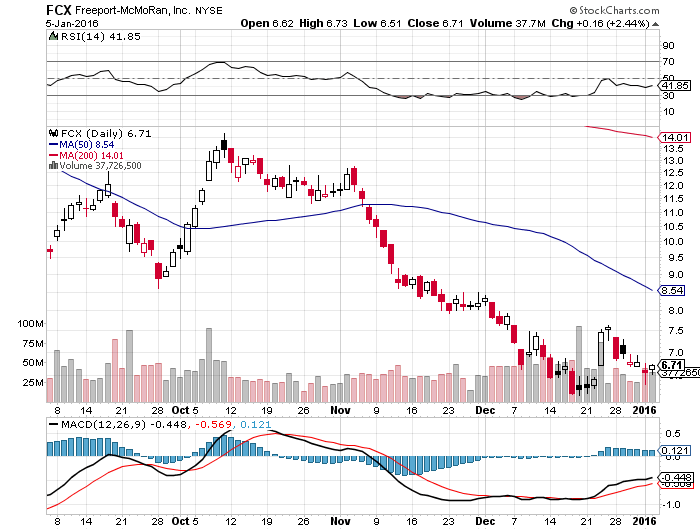 FCX Freeport-McMoRan, Inc. NYSE © StockCharts.com
5-Jan-2016 Open 6.62 High 6.73 Low 6.51 Close 6.71 Volume 37.7M Chg +0.16 (+2.44%)
RSI(14) 41.85
90
70
50
41.85
30
10
FCX (Daily) 6.71
MA(50) 8.54
MA(200) 14.01
Volume 37,726,500
14.01
13.5
13.0
12.5
12.0
11.5
11.0
10.5
10.0
9.5
9.0
8.54
8.0
7.5
7.0
6.71
100M
75M
50M
25M
8 14 21 28 Oct 5 12 19 26 Nov 9 16 23 Dec 7 14 21 28 2016
MACD(12,26,9) -0.448, -0.569, 0.121
0.5
0.121
0.0
-0.448
-0.569
-1.0
8 14 21 28 Oct 5 12 19 26 Nov 9 16 23 Dec 7 14 21 28 2016